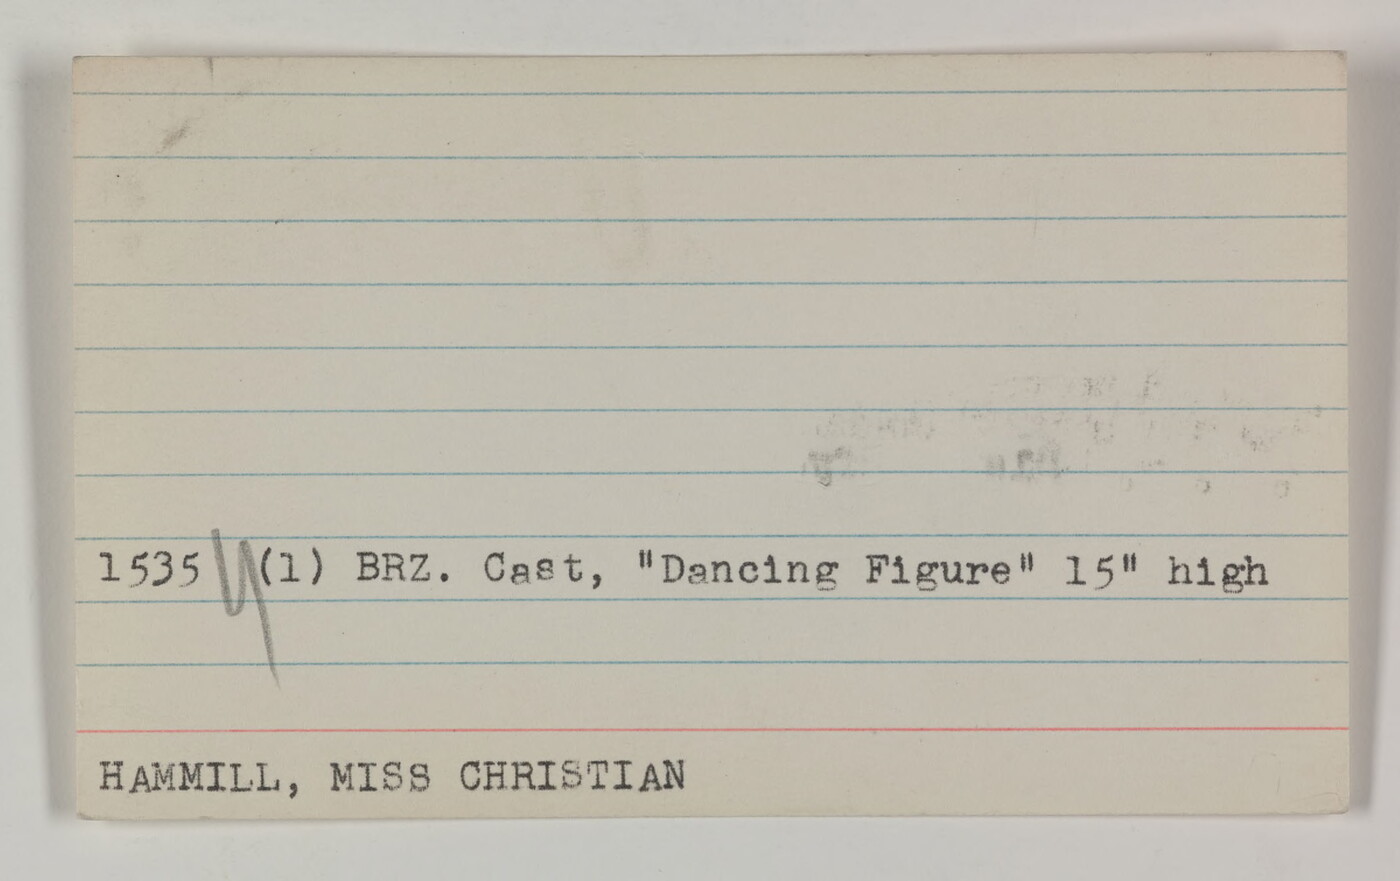 1535 (1) BRZ. Cast, "Dancing Figure" 15" high
HAMMILL, MISS CHRISTIAN